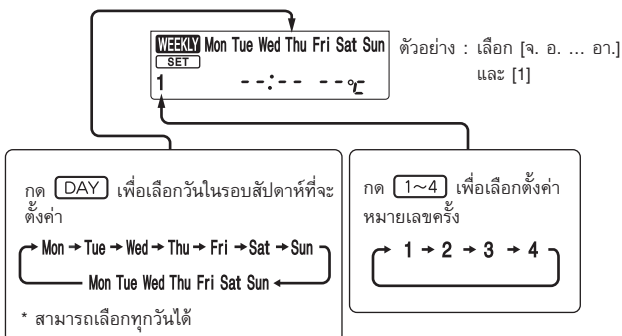 WEEKLY Mon Tue Wed Thu Fri Sat Sun
SET
1 --:-- --°C
ตัวอย่าง : เลือก [จ. อ. … อา.]
และ [1]
กด DAY เพื่อเลือกวันในรอบสัปดาห์ที่จะ
ตั้งค่า
Mon → Tue → Wed → Thu → Fri → Sat → Sun
Mon Tue Wed Thu Fri Sat Sun
* สามารถเลือกทุกวันได้
กด 1~4 เพื่อเลือกตั้งค่า
หมายเลขครั้ง
1 → 2 → 3 → 4